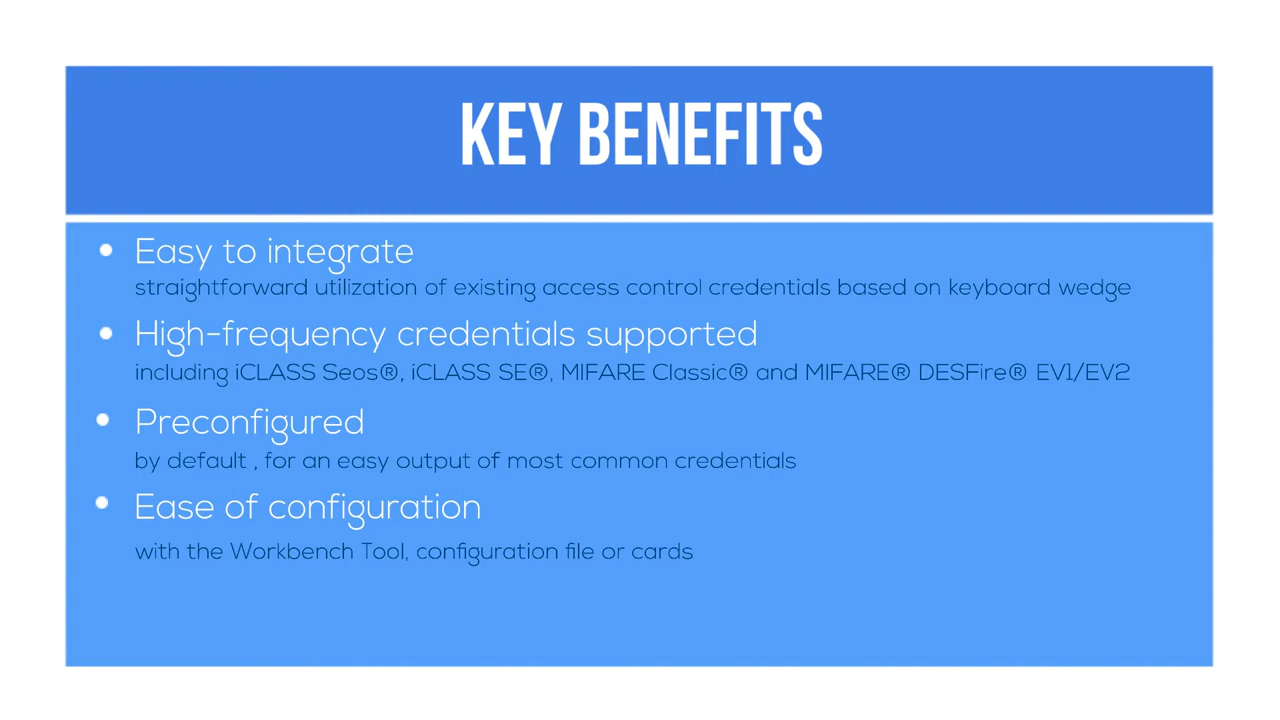 KEY BENEFITS
• Easy to integrate
straightforward utilization of existing access control credentials based on keyboard wedge
• High-frequency credentials supported
including iCLASS Seos®, iCLASS SE®, MIFARE Classic® and MIFARE® DESFire® EV1/EV2
• Preconfigured
by default , for an easy output of most common credentials
• Ease of configuration
with the Workbench Tool, configuration file or cards